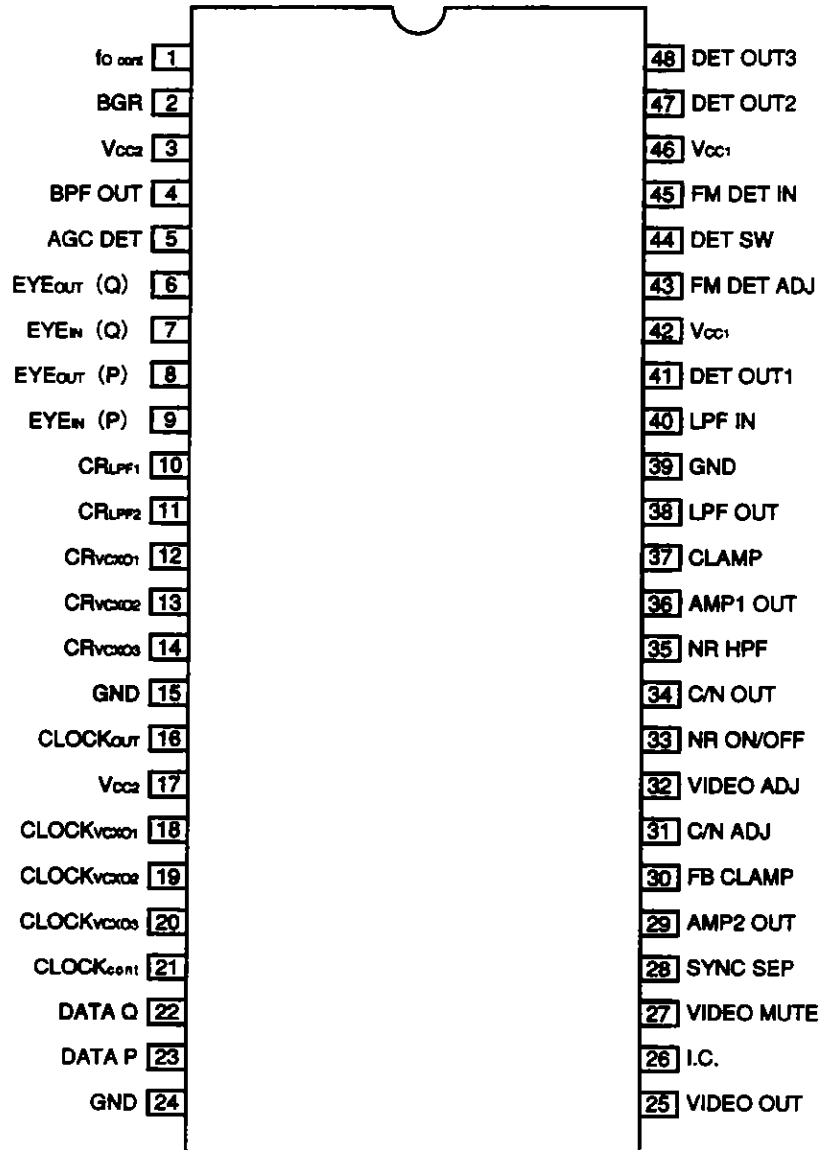 fo cont 1 48 DET OUT3
BGR 2 47 DET OUT2
Vcc2 3 46 Vcc1
BPF OUT 4 45 FM DET IN
AGC DET 5 44 DET SW
EYEOUT (Q) 6 43 FM DET ADJ
EYEIN (Q) 7 42 Vcc1
EYEOUT (P) 8 41 DET OUT1
EYEIN (P) 9 40 LPF IN
CRLPF1 10 39 GND
CRLPF2 11 38 LPF OUT
CRVCXO1 12 37 CLAMP
CRVCXO2 13 36 AMP1 OUT
CRVCXO3 14 35 NR HPF
GND 15 34 C/N OUT
CLOCKOUT 16 33 NR ON/OFF
Vcc2 17 32 VIDEO ADJ
CLOCKVCXO1 18 31 C/N ADJ
CLOCKVCXO2 19 30 FB CLAMP
CLOCKVCXO3 20 29 AMP2 OUT
CLOCKcont 21 28 SYNC SEP
DATA Q 22 27 VIDEO MUTE
DATA P 23 26 I.C.
GND 24 25 VIDEO OUT